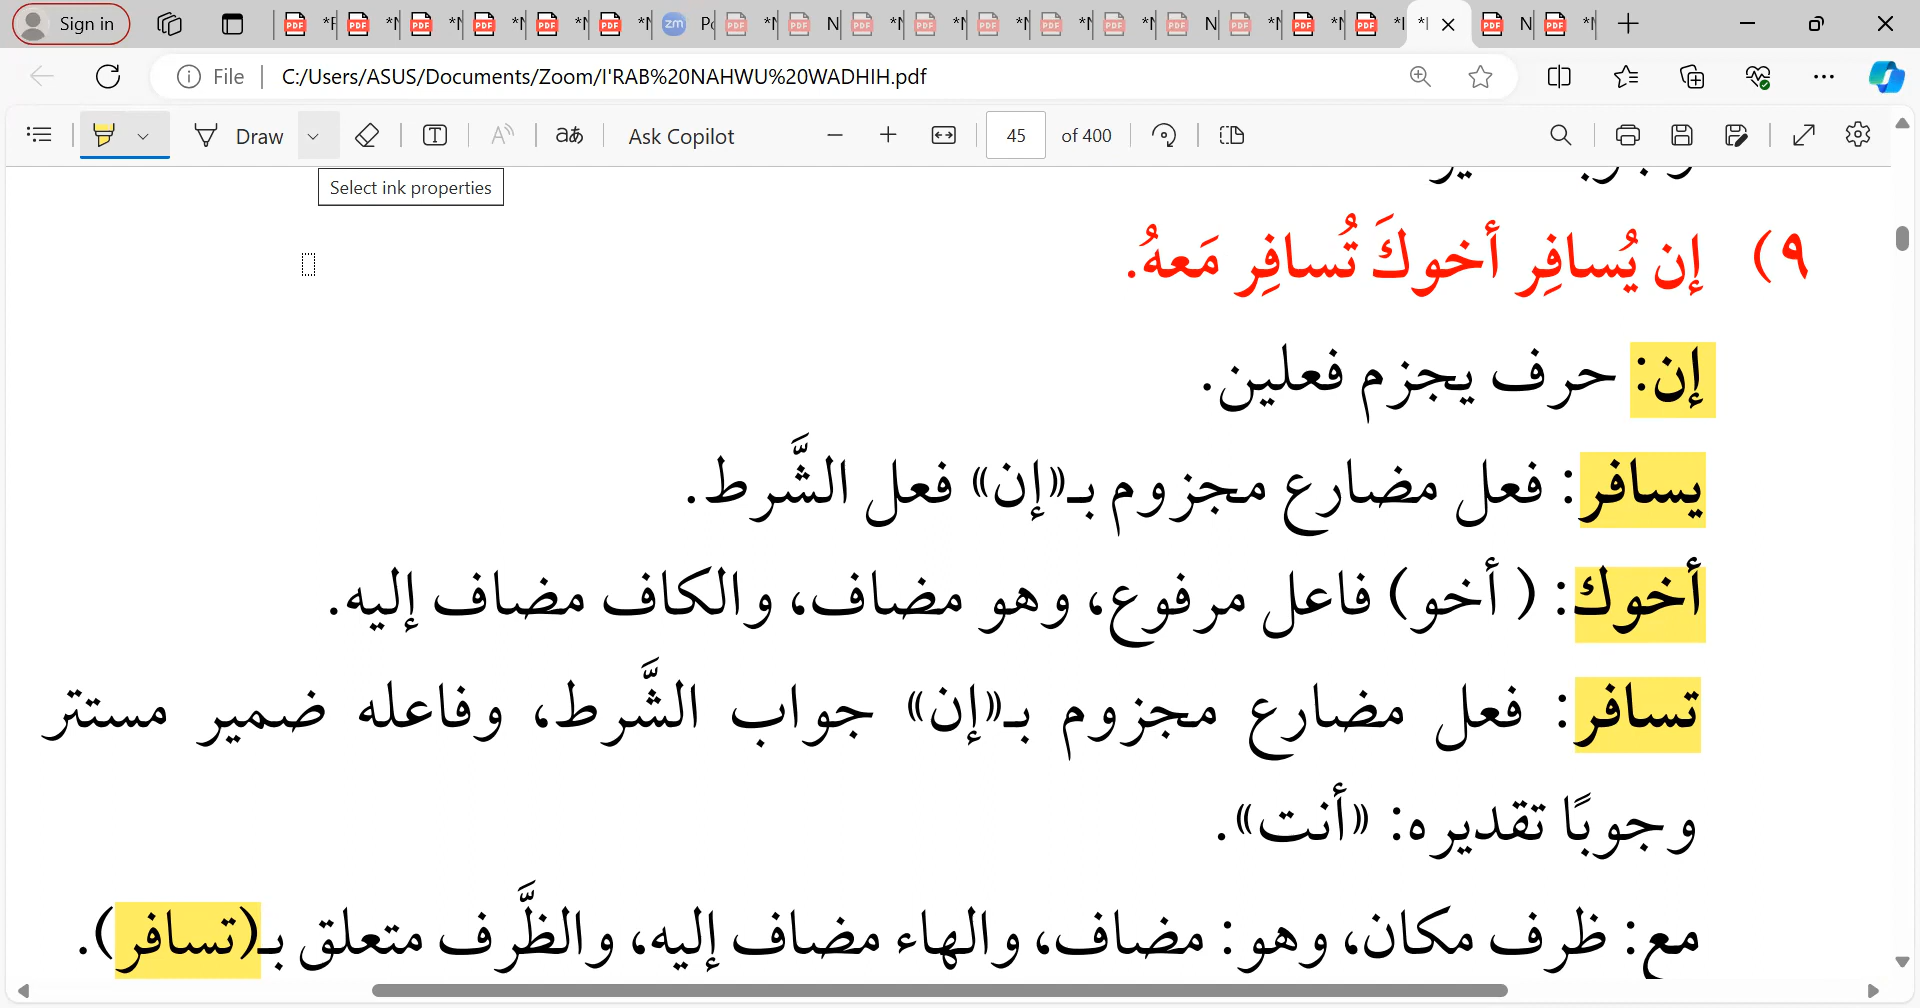 Sign in
File
C:/Users/ASUS/Documents/Zoom/I'RAB%20NAHWU%20WADHIH.pdf
Draw
aあ
Ask Copilot
45 of 400
Select ink properties
٩) إن يُسافِر أخوكَ تُسافِر مَعهُ.
إن: حرف يجزم فعلين.
يسافر: فعل مضارع مجزوم بـ«إن» فعل الشَّرط.
أخوك: ( أخو) فاعل مرفوع، وهو مضاف، والكاف مضاف إليه.
تسافر: فعل مضارع مجزوم بـ«إن» جواب الشَّرط، وفاعله ضمير مستتر
وجوبًا تقديره: «أنت».
مع: ظرف مكان، وهو: مضاف، والهاء مضاف إليه، والظَّرف متعلق بـ(تسافر).